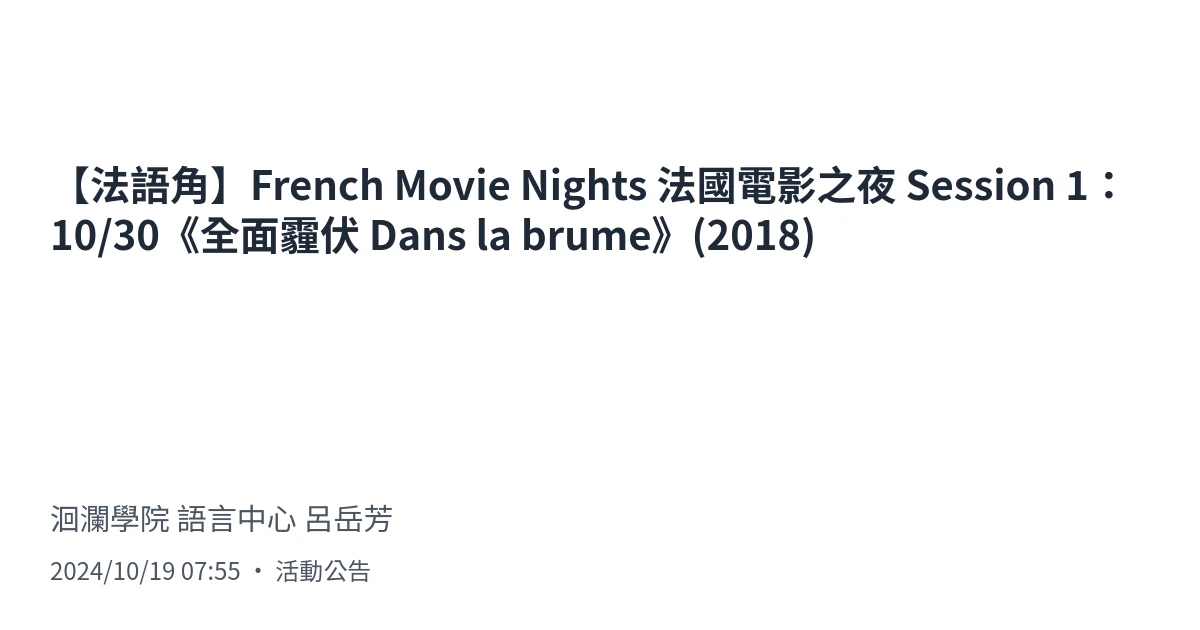 【法語角】French Movie Nights 法國電影之夜 Session 1：
10/30《全面霾伏 Dans la brume》(2018)
洄瀾學院 語言中心 呂岳芳
2024/10/19 07:55 ・ 活動公告